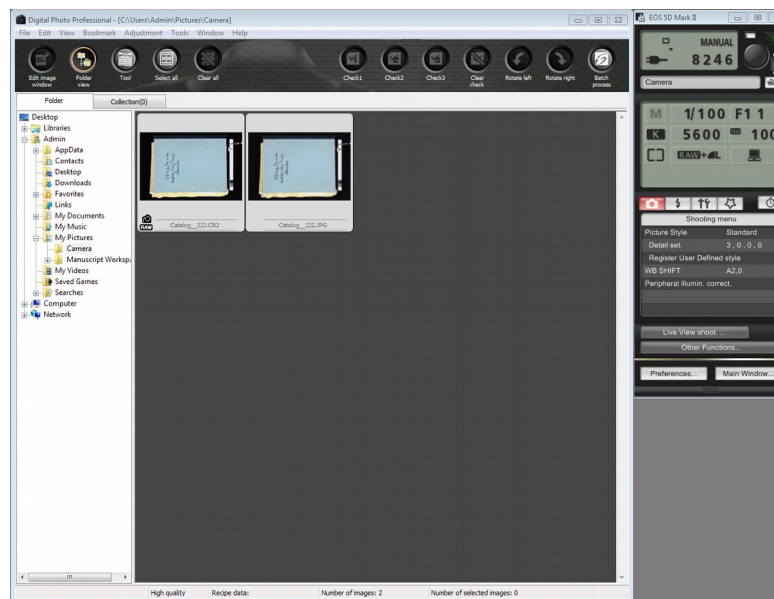 Digital Photo Professional - [C:\Users\Admin\Pictures\Camera]
File Edit View Bookmark Adjustment Tools Window Help
Edit image window
Folder view
Tool
Select all
Clear all
Check1
Check2
Check3
Clear check
Rotate left
Rotate right
Batch process
Folder
Collection(0)
Desktop
Libraries
Admin
AppData
Contacts
Desktop
Downloads
Favorites
Links
My Documents
My Music
My Pictures
Camera
Manuscript Worksp
My Videos
Saved Games
Searches
Computer
Network
RAW
Catalog__222.CR2
Catalog__222.JPG
High quality
Recipe data:
Number of images: 2
Number of selected images: 0
EOS 5D Mark II
MANUAL
8246
Camera
M 1/100 F11
K 5600 ISO 100
RAW+L
Shooting menu
Picture Style Standard
Detail set. 3 , 0 , 0 , 0
Register User Defined style
WB SHIFT A2,0
Peripheral illumin. correct.
Live View shoot. ...
Other Functions...
Preferences...
Main Window...